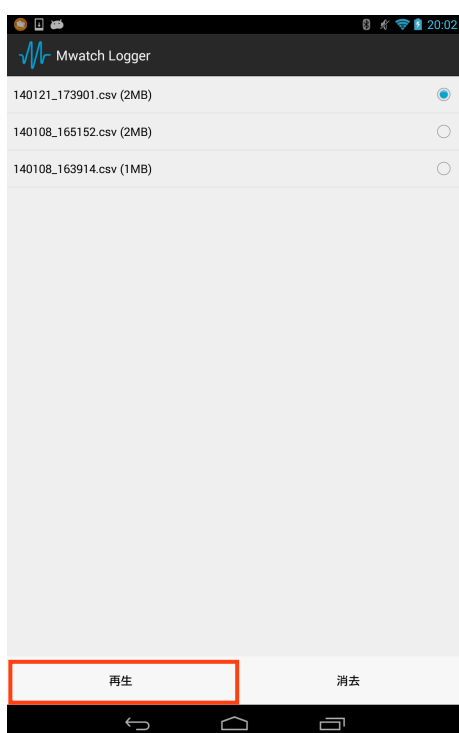 20:02
Mwatch Logger
140121_173901.csv (2MB)
140108_165152.csv (2MB)
140108_163914.csv (1MB)
再生 消去